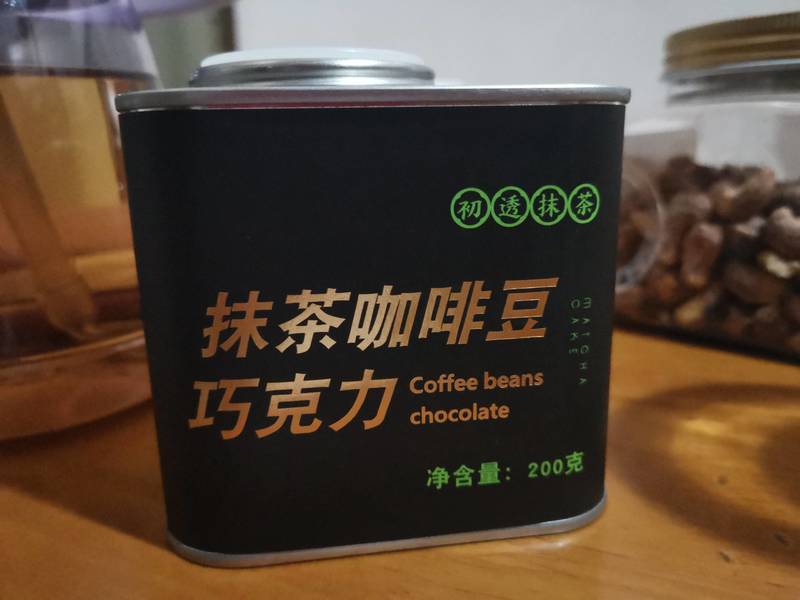 初透抹茶
MATCHA
CAKE
抹茶咖啡豆
巧克力
Coffee beans
chocolate
净含量：200克